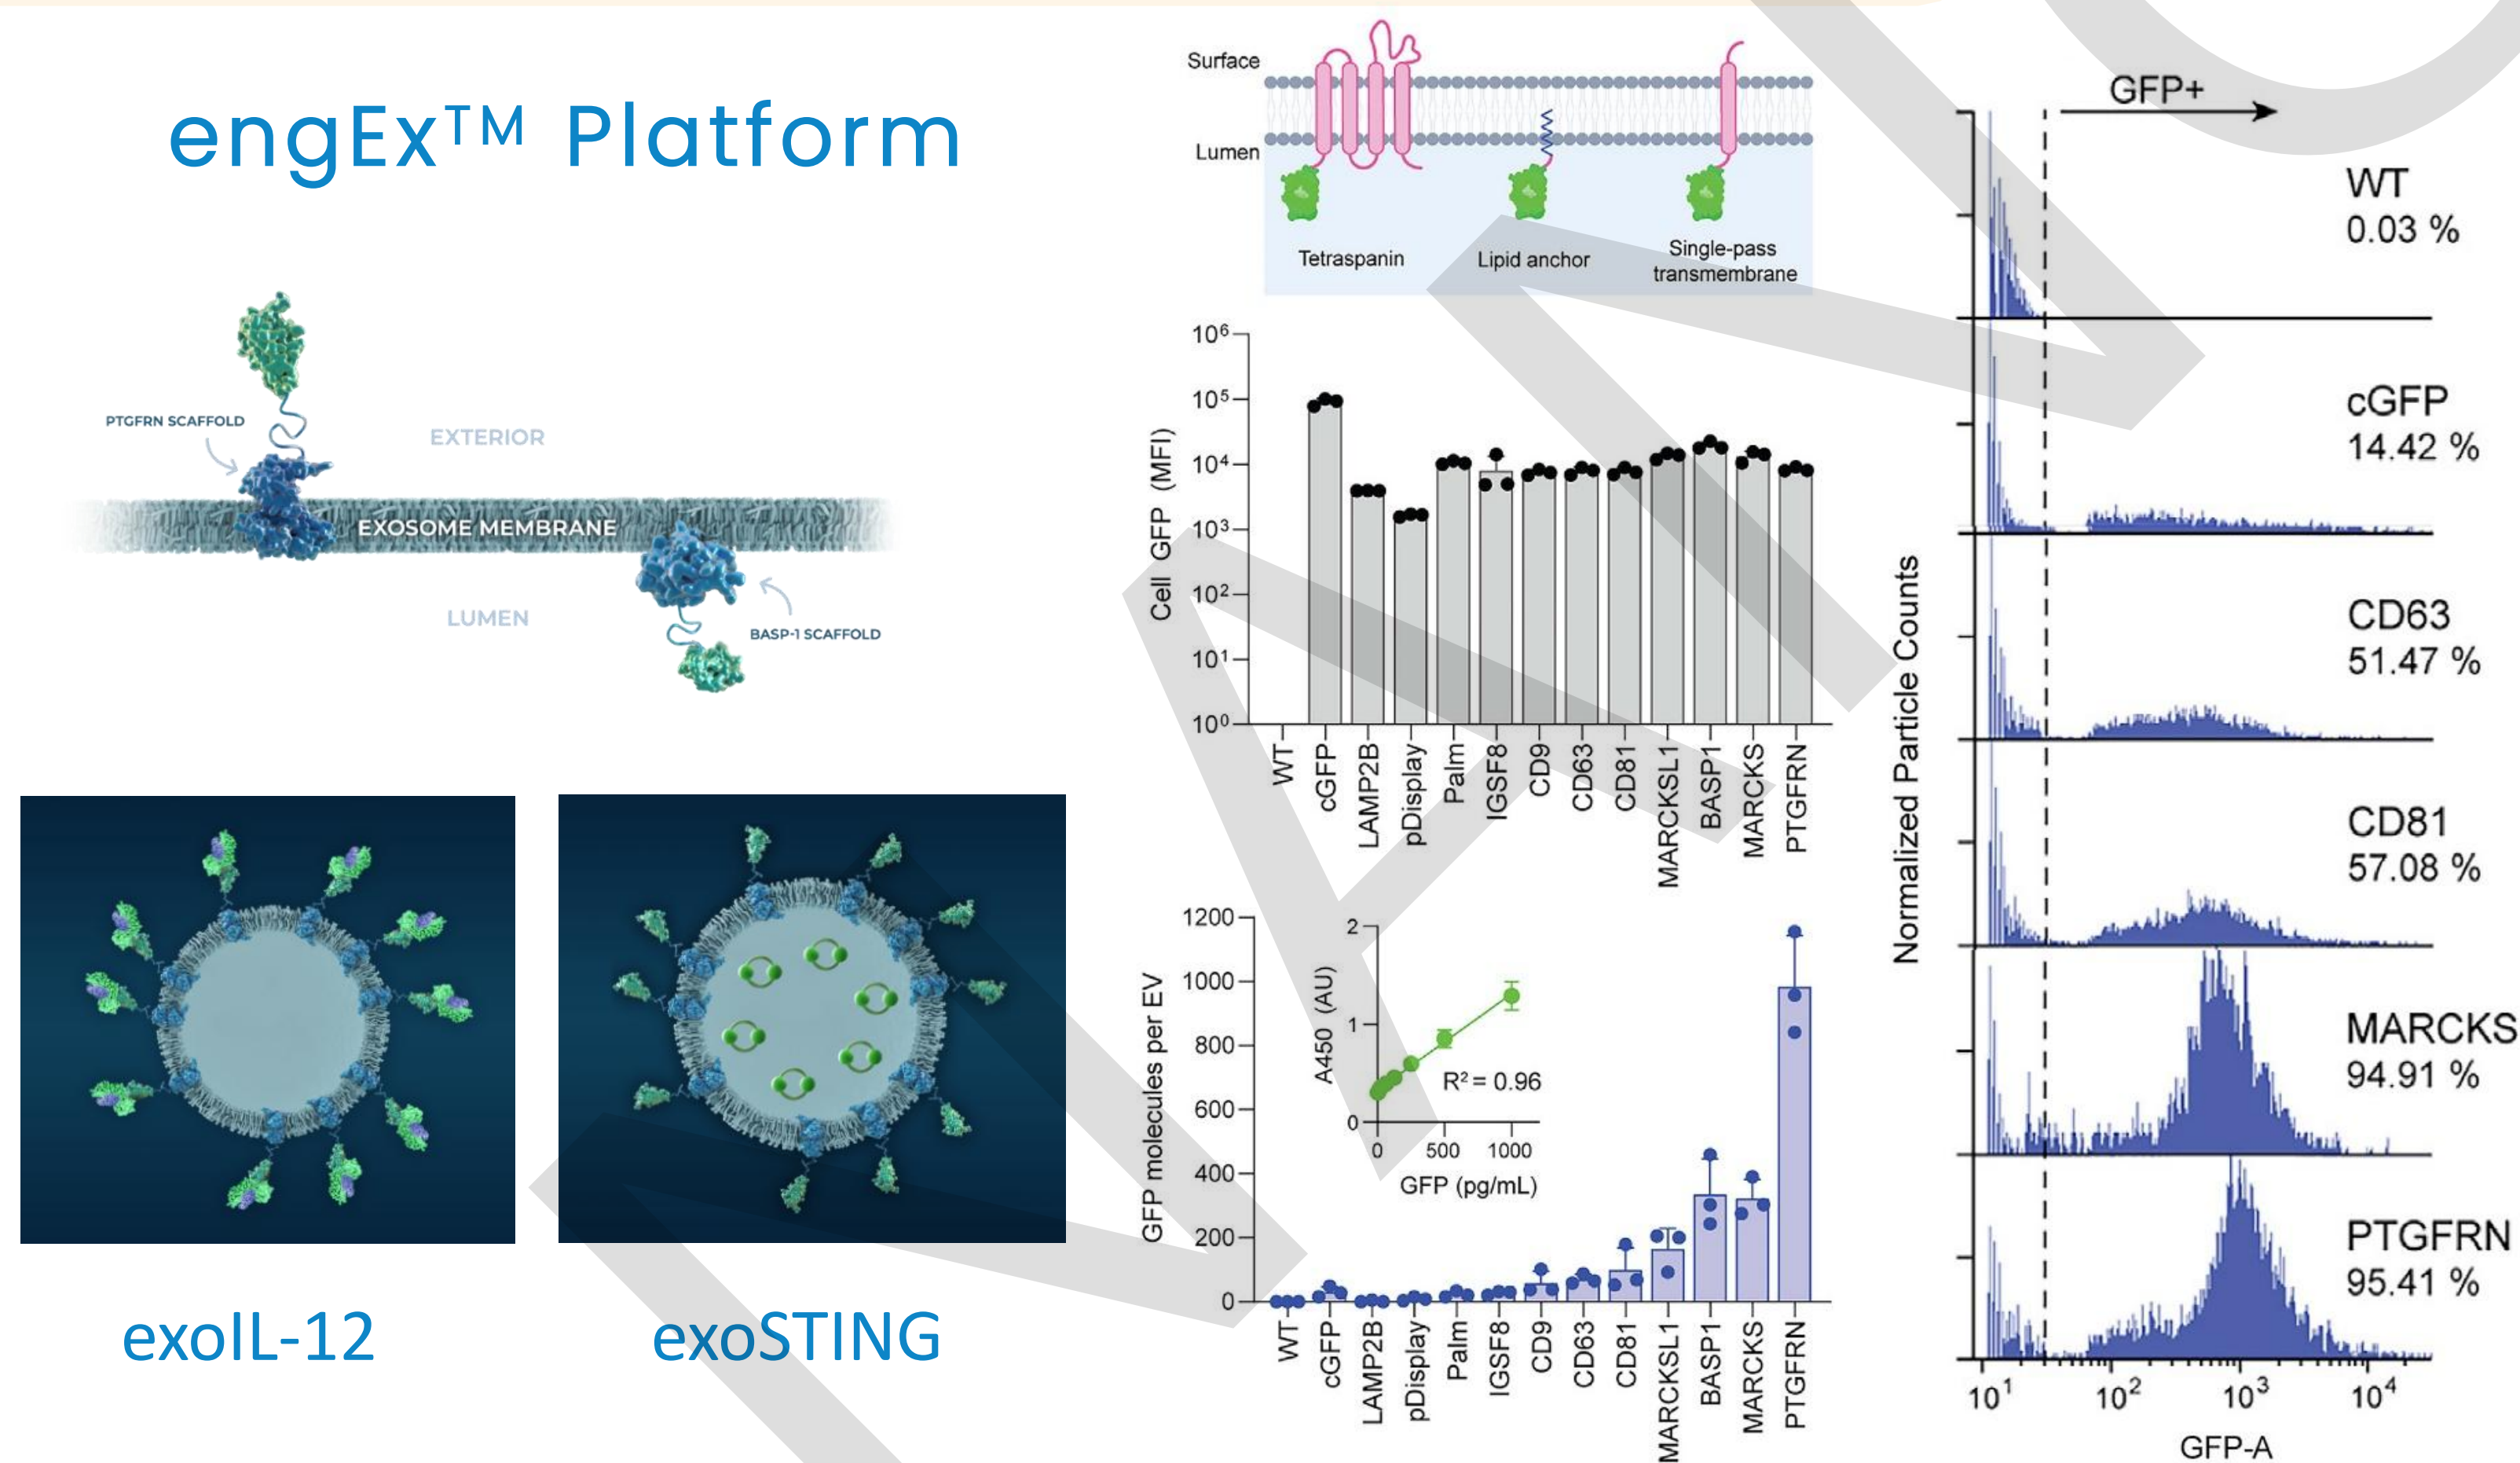 engEx™ Platform
PTGFRN SCAFFOLD
EXTERIOR
EXOSOME MEMBRANE
LUMEN
BASP-1 SCAFFOLD
exoIL-12
exoSTING
Surface
Lumen
Tetraspanin
Lipid anchor
Single-pass
transmembrane
Cell GFP (MFI)
10⁶
10⁵
10⁴
10³
10²
10¹
10⁰
WT
cGFP
LAMP2B
pDisplay
Palm
IGSF8
CD9
CD63
CD81
MARCKSL1
BASP1
MARCKS
PTGFRN
GFP molecules per EV
1200
1000
800
600
400
200
0
A450 (AU)
2
1
0
R² = 0.96
0 500 1000
GFP (pg/mL)
WT
cGFP
LAMP2B
pDisplay
Palm
IGSF8
CD9
CD63
CD81
MARCKSL1
BASP1
MARCKS
PTGFRN
Normalized Particle Counts
GFP+
WT
0.03 %
cGFP
14.42 %
CD63
51.47 %
CD81
57.08 %
MARCKS
94.91 %
PTGFRN
95.41 %
10¹ 10² 10³ 10⁴
GFP-A